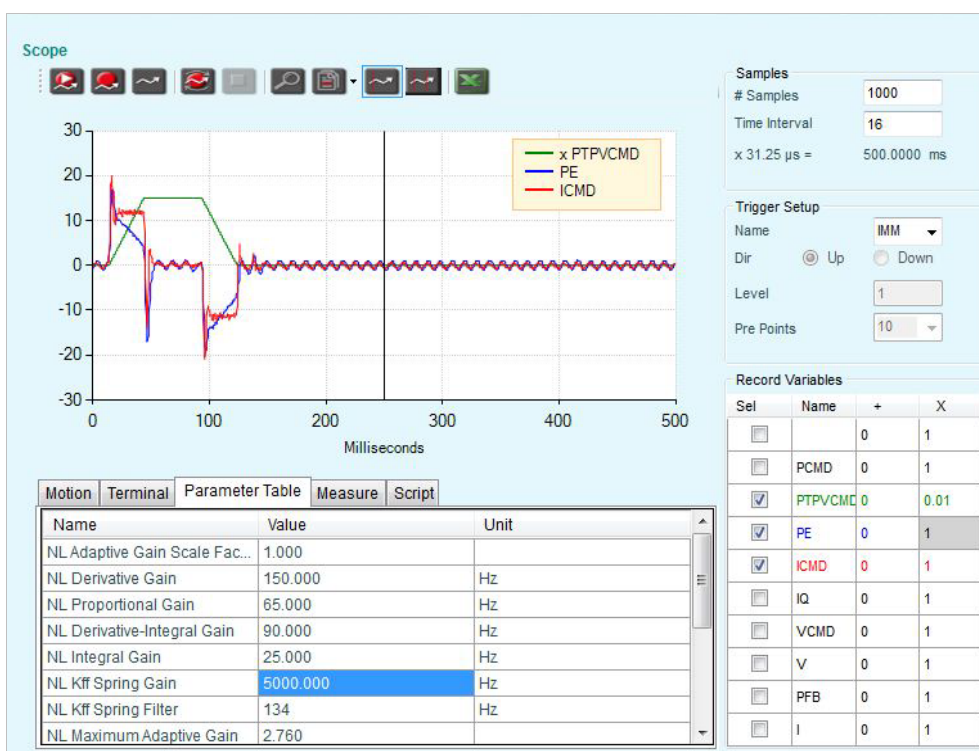 Scope
x PTPVCMD
PE
ICMD
30
20
10
0
-10
-20
-30
0 100 200 300 400 500
Milliseconds
Samples
# Samples 1000
Time Interval 16
x 31.25 µs = 500.0000 ms
Trigger Setup
Name IMM
Dir Up Down
Level 1
Pre Points 10
Record Variables
Sel Name + X
0 1
PCMD 0 1
PTPVCMD 0 0.01
PE 0 1
ICMD 0 1
IQ 0 1
VCMD 0 1
V 0 1
PFB 0 1
I 0 1
Motion Terminal Parameter Table Measure Script
Name Value Unit
NL Adaptive Gain Scale Fac... 1.000
NL Derivative Gain 150.000 Hz
NL Proportional Gain 65.000 Hz
NL Derivative-Integral Gain 90.000 Hz
NL Integral Gain 25.000 Hz
NL Kff Spring Gain 5000.000 Hz
NL Kff Spring Filter 134 Hz
NL Maximum Adaptive Gain 2.760